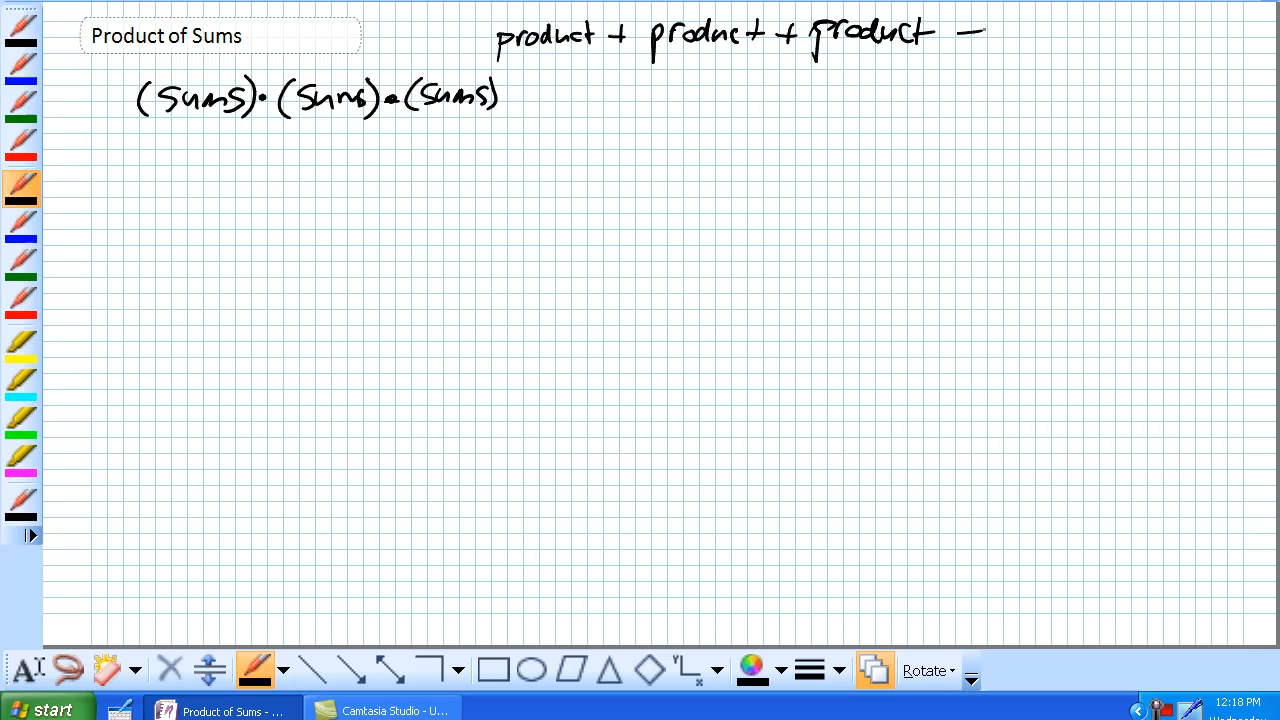 Product of Sums
product + product + product —
(sums) • (sums) • (sums)
A
Rotate
start
Product of Sums - ...
Camtasia Studio - U...
12:18 PM